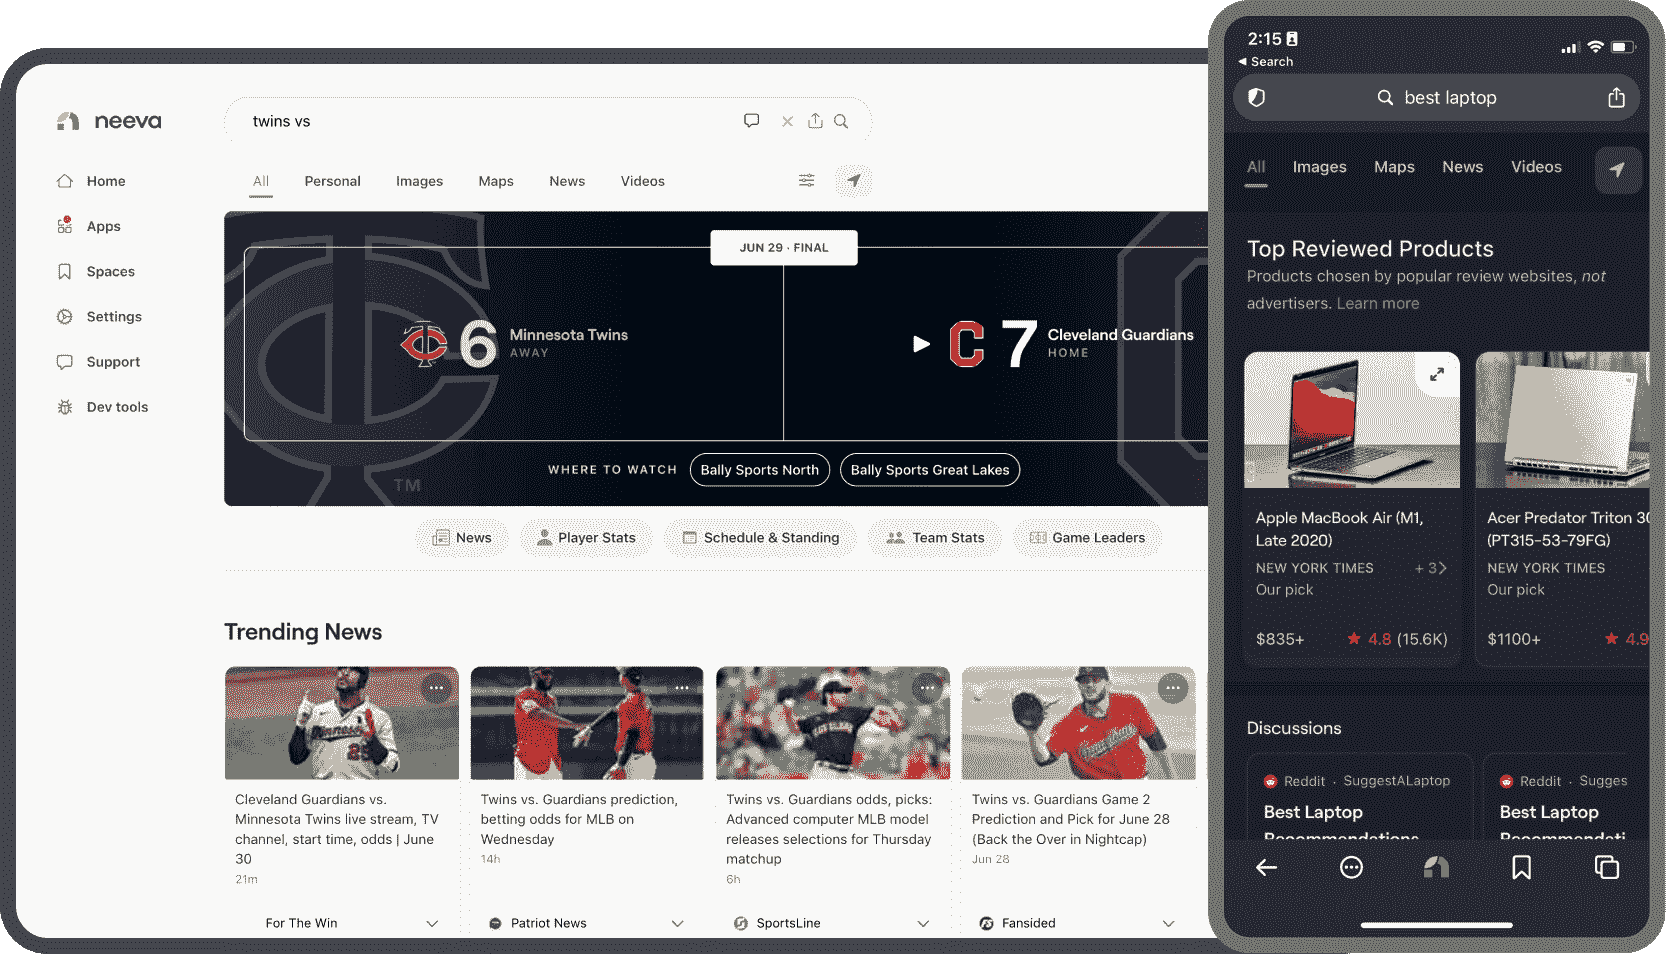 neeva
twins vs
Home
Apps
Spaces
Settings
Support
Dev tools
All Personal Images Maps News Videos
JUN 29 · FINAL
6 Minnesota Twins
AWAY
C 7 Cleveland Guardians
HOME
TM
WHERE TO WATCH Bally Sports North Bally Sports Great Lakes
News Player Stats Schedule & Standing Team Stats Game Leaders
Trending News
Cleveland Guardians vs.
Minnesota Twins live stream, TV
channel, start time, odds | June
30
21m
For The Win
Twins vs. Guardians prediction,
betting odds for MLB on
Wednesday
14h
Patriot News
Twins vs. Guardians odds, picks:
Advanced computer MLB model
releases selections for Thursday
matchup
6h
SportsLine
Twins vs. Guardians Game 2
Prediction and Pick for June 28
(Back the Over in Nightcap)
Jun 28
Fansided
2:15
Search
best laptop
All Images Maps News Videos
Top Reviewed Products
Products chosen by popular review websites, not
advertisers. Learn more
Apple MacBook Air (M1,
Late 2020)
NEW YORK TIMES + 3
Our pick
$835+ 4.8 (15.6K)
Acer Predator Triton 30
(PT315-53-79FG)
NEW YORK TIMES
Our pick
$1100+ 4.9
Discussions
Reddit · SuggestALaptop
Best Laptop
Recommendations
Reddit · Sugges
Best Laptop
Recommendati